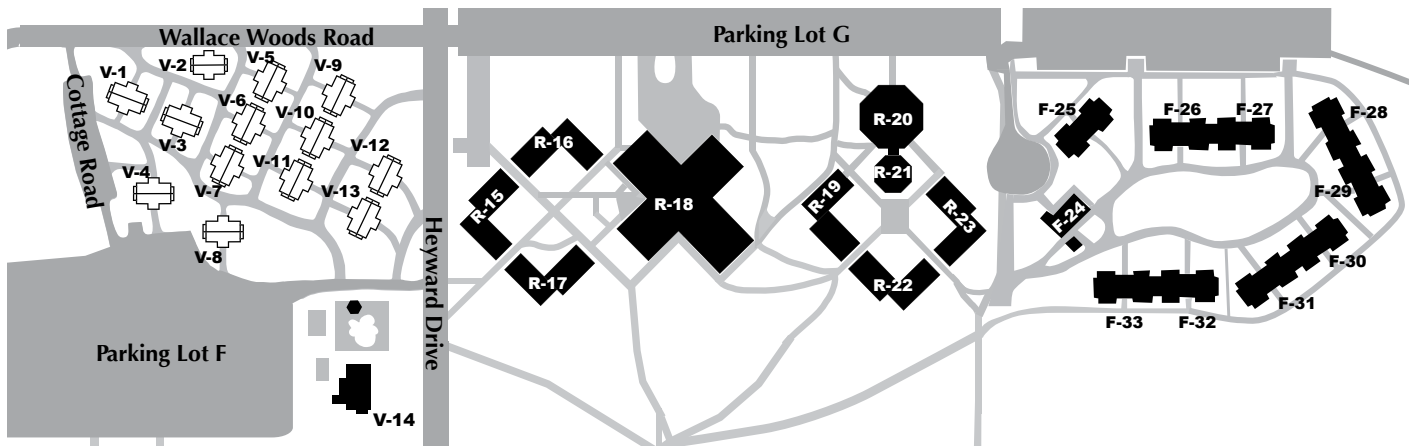 Wallace Woods Road
Parking Lot G
Cottage Road
Heyward Drive
Parking Lot F
V-1
V-2
V-3
V-4
V-5
V-6
V-7
V-8
V-9
V-10
V-11
V-12
V-13
V-14
R-15
R-16
R-17
R-18
R-19
R-20
R-21
R-22
R-23
F-24
F-25
F-26
F-27
F-28
F-29
F-30
F-31
F-32
F-33